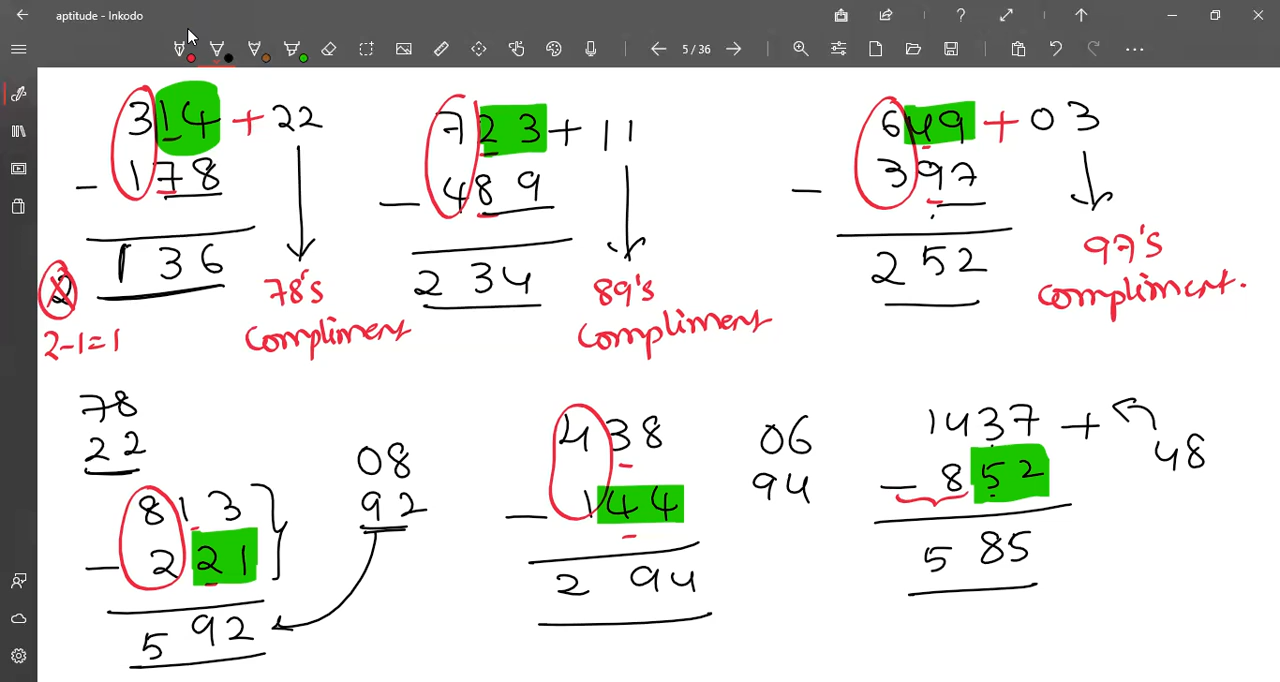 aptitude - Inkodo
5 / 36
314 + 22
- 178
136
2
2-1=1
78's
compliment
723 + 11
- 489
234
89's
compliment
649 + 03
- 397
252
97's
compliment.
78
22
813
- 221
592
08
92
438
- 144
294
06
94
1437 +
48
- 852
585